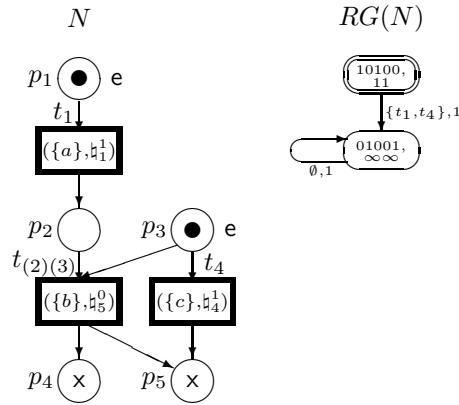 N
RG(N)
p₁ e
10100,
11
t₁
{t₁,t₄},1
({a},♮¹₁)
01001,
∞∞
∅,1
p₂ p₃ e
t₍₂₎₍₃₎ t₄
({b},♮⁰₅) ({c},♮¹₄)
p₄ x p₅ x